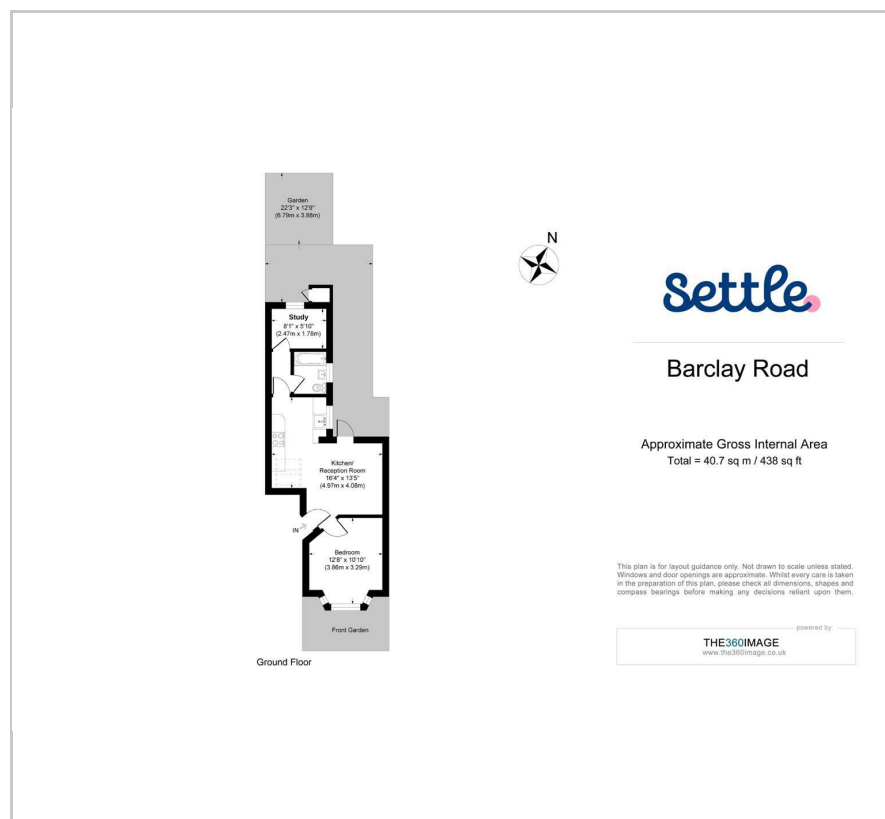 Garden
22'3" x 12'9"
(6.79m x 3.88m)
N
Study
8'1" x 5'10"
(2.47m x 1.78m)
Settle
Barclay Road
Approximate Gross Internal Area
Total = 40.7 sq m / 438 sq ft
Kitchen/
Reception Room
16'4" x 13'5"
(4.97m x 4.08m)
IN
Bedroom
12'8" x 10'10"
(3.86m x 3.29m)
Front Garden
Ground Floor
This plan is for layout guidance only. Not drawn to scale unless stated.
Windows and door openings are approximate. Whilst every care is taken
in the preparation of this plan, please check all dimensions, shapes and
compass bearings before making any decisions reliant upon them.
powered by:
THE360IMAGE
www.the360image.co.uk